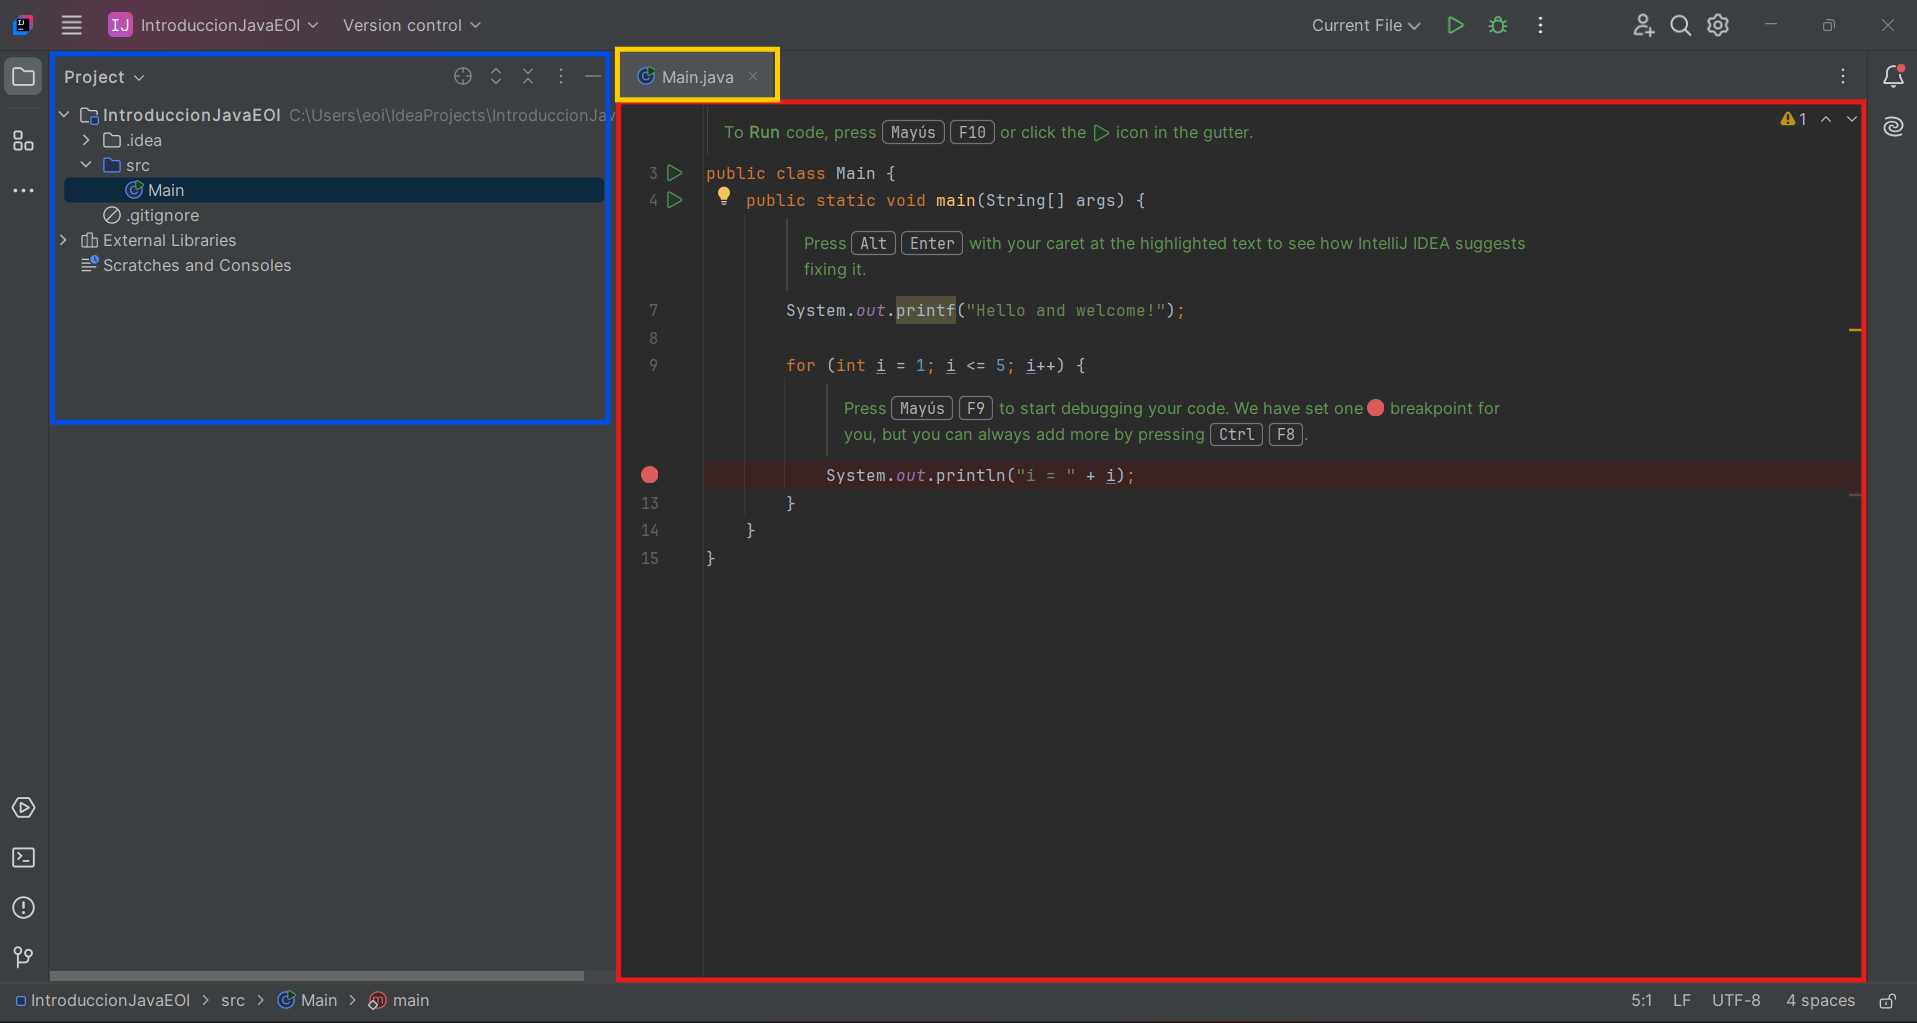 IJ IntroduccionJavaEOI Version control Current File
Project
Main.java
IntroduccionJavaEOI C:\Users\eoi\IdeaProjects\IntroduccionJav
.idea
src
Main
.gitignore
External Libraries
Scratches and Consoles
1
To Run code, press Mayús F10 or click the icon in the gutter.
3 public class Main {
4 public static void main(String[] args) {
Press Alt Enter with your caret at the highlighted text to see how IntelliJ IDEA suggests
fixing it.
7 System.out.printf("Hello and welcome!");
8
9 for (int i = 1; i <= 5; i++) {
Press Mayús F9 to start debugging your code. We have set one breakpoint for
you, but you can always add more by pressing Ctrl F8.
System.out.println("i = " + i);
13 }
14 }
15 }
IntroduccionJavaEOI > src > Main > main 5:1 LF UTF-8 4 spaces